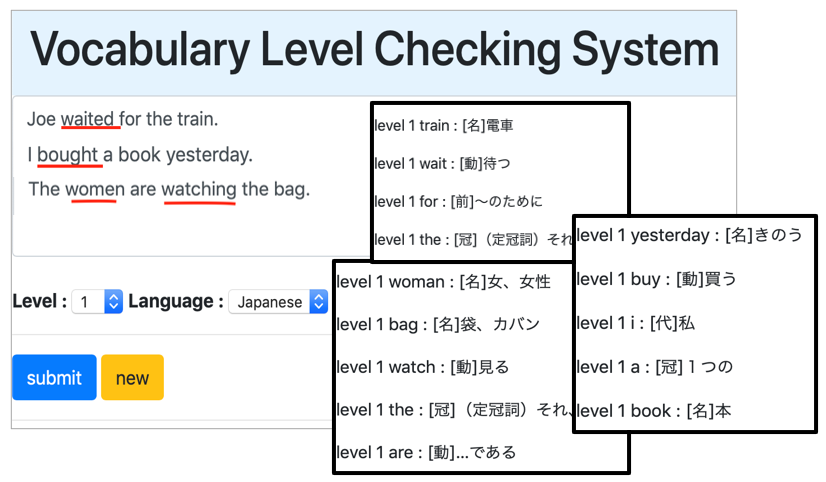 Vocabulary Level Checking System
Joe waited for the train.
I bought a book yesterday.
The women are watching the bag.
Level : 1 Language : Japanese
submit new
level 1 train : [名]電車
level 1 wait : [動]待つ
level 1 for : [前]〜のために
level 1 the : [冠]（定冠詞）それ
level 1 woman : [名]女、女性
level 1 bag : [名]袋、カバン
level 1 watch : [動]見る
level 1 the : [冠]（定冠詞）それ、
level 1 are : [動]...である
level 1 yesterday : [名]きのう
level 1 buy : [動]買う
level 1 i : [代]私
level 1 a : [冠]１つの
level 1 book : [名]本